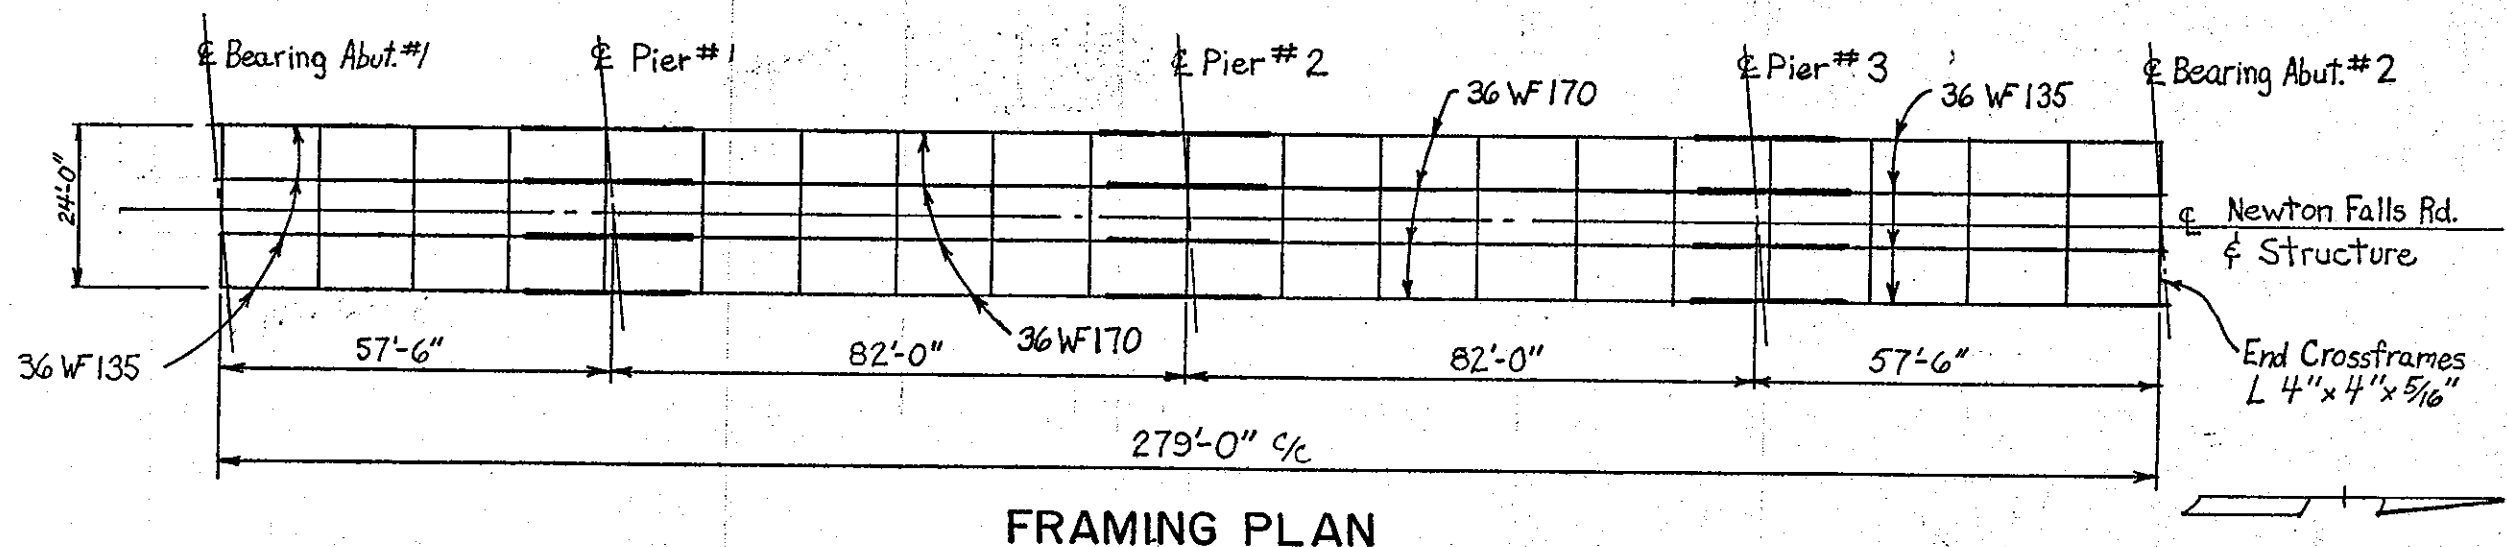 ℄ Bearing Abut.#1
℄ Pier #1
℄ Pier # 2
℄ Pier # 3
℄ Bearing Abut.#2
36 WF 170
36 WF 135
24'-0"
℄ Newton Falls Rd.
& Structure
36 WF 135
57'-6"
82'-0"
36 WF 170
82'-0"
57'-6"
End Crossframes
L 4" x 4" x 5/16"
279'-0" c/c
FRAMING PLAN